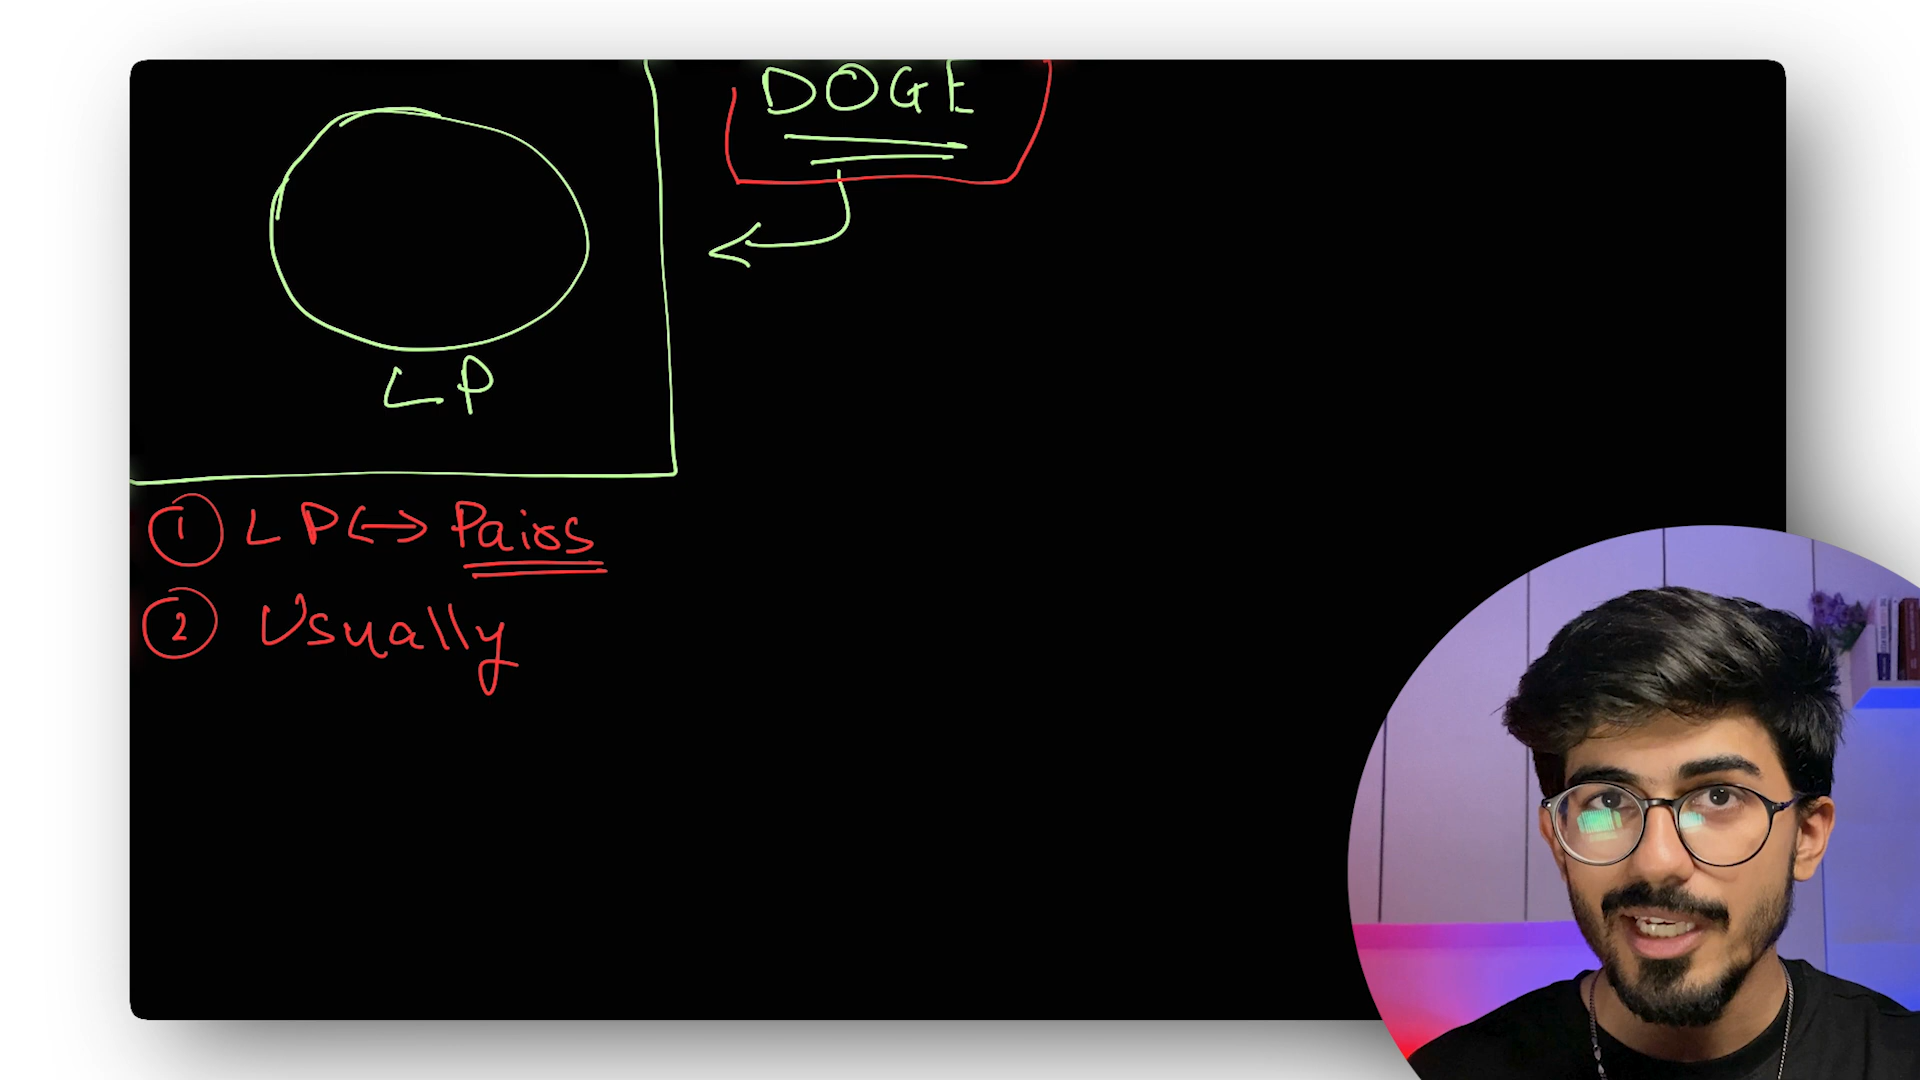 DOGE
LP
① LP ↔ Pairs
② Usually